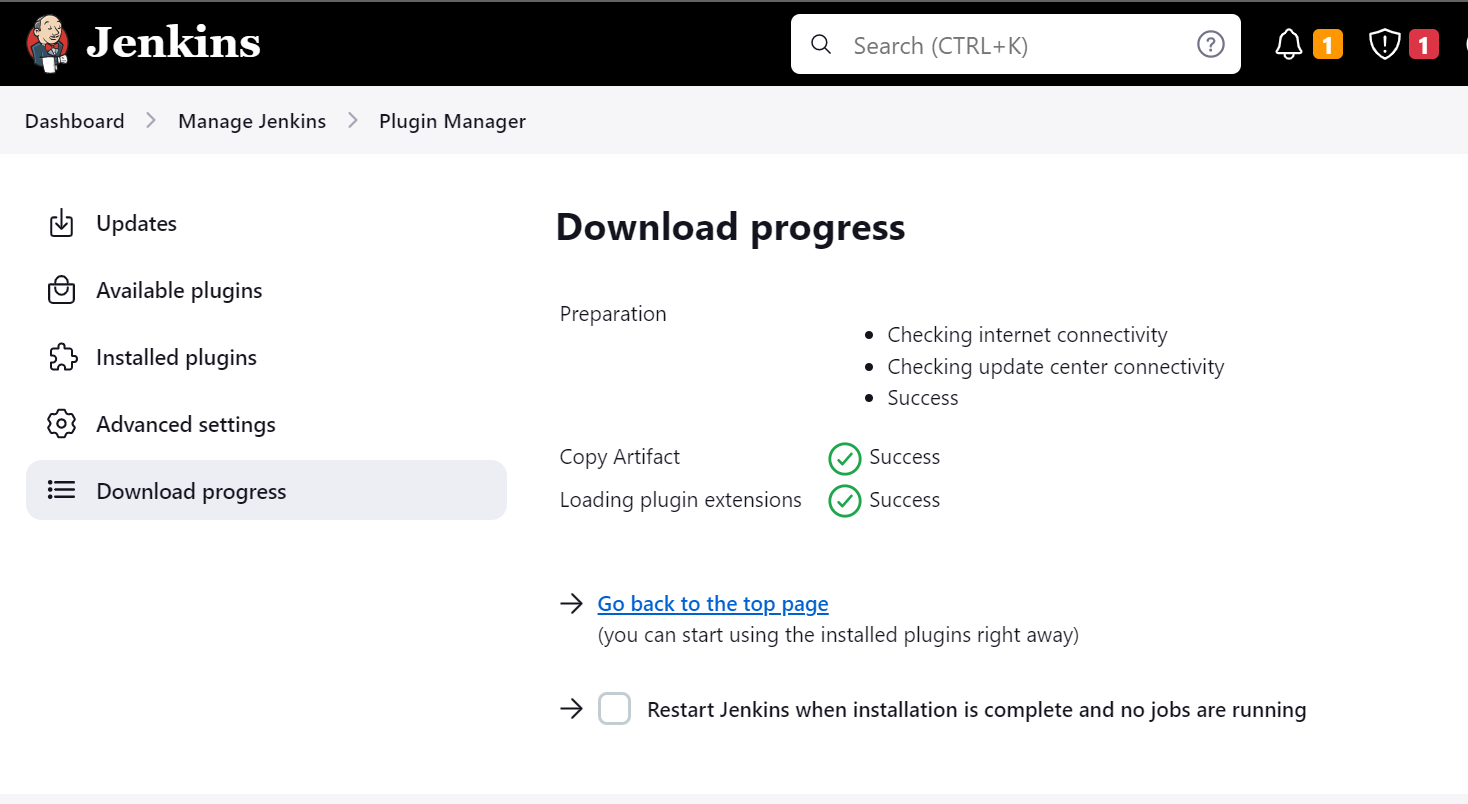 Jenkins
Search (CTRL+K)
?
1
!
1
Dashboard
Manage Jenkins
Plugin Manager
Updates
Available plugins
Installed plugins
Advanced settings
Download progress
Download progress
Preparation
• Checking internet connectivity
• Checking update center connectivity
• Success
Copy Artifact
Success
Loading plugin extensions
Success
→ Go back to the top page
(you can start using the installed plugins right away)
→ Restart Jenkins when installation is complete and no jobs are running